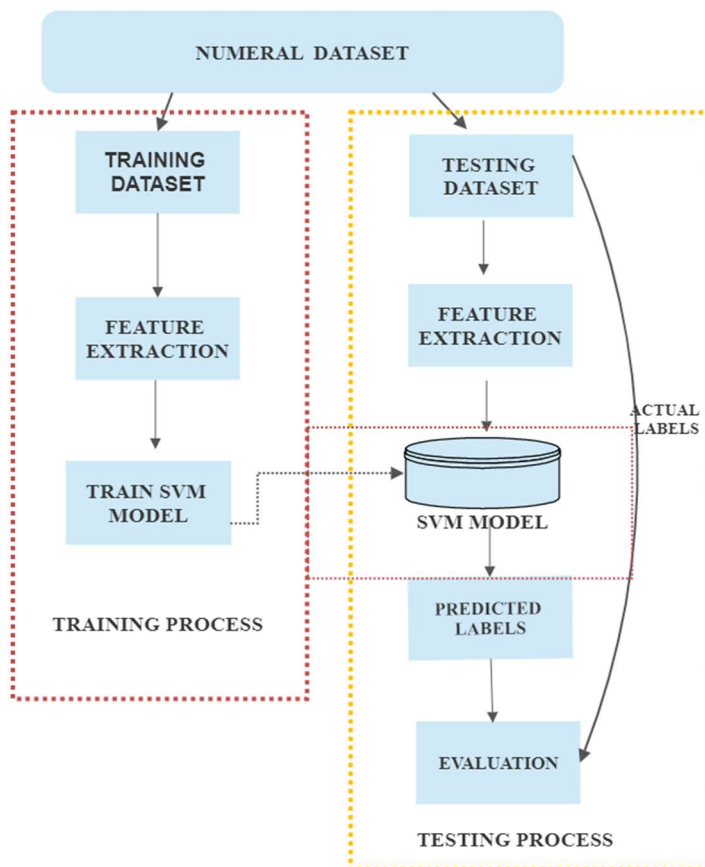 NUMERAL DATASET
TRAINING
DATASET
FEATURE
EXTRACTION
TRAIN SVM
MODEL
TRAINING PROCESS
TESTING
DATASET
FEATURE
EXTRACTION
ACTUAL
LABELS
SVM MODEL
PREDICTED
LABELS
EVALUATION
TESTING PROCESS